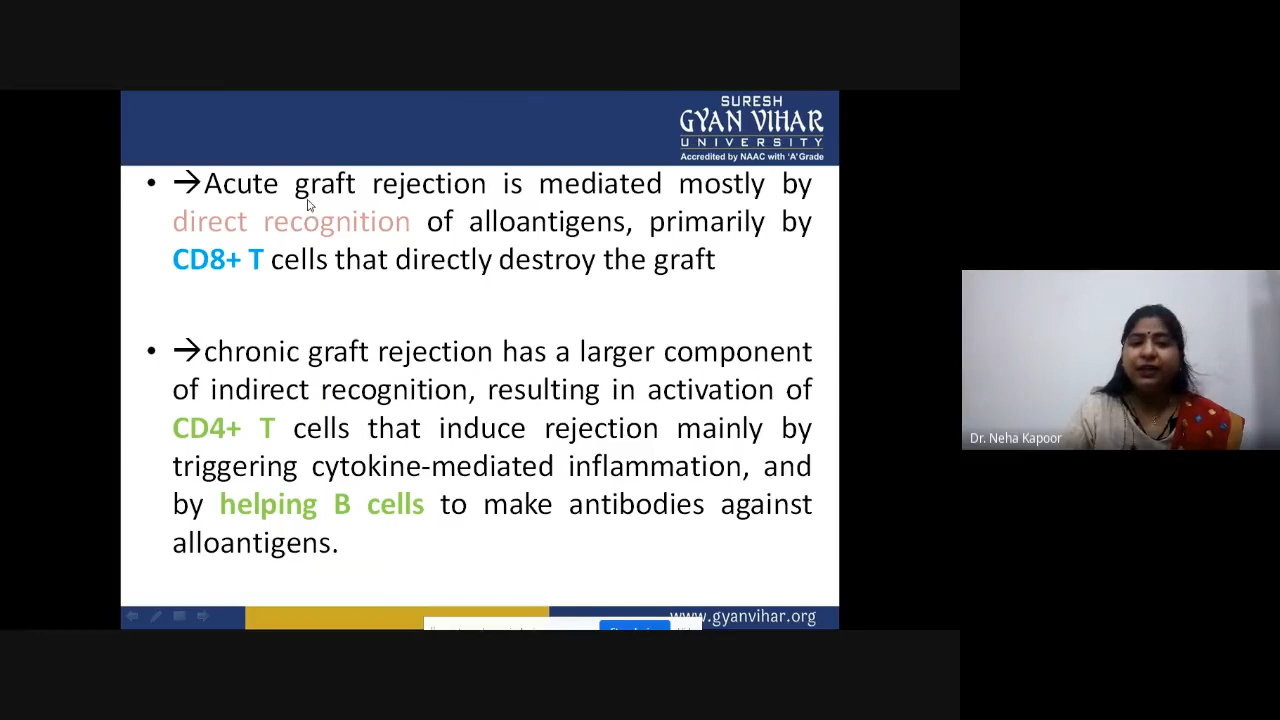 SURESH
GYAN VIHAR
UNIVERSITY
Accredited by NAAC with 'A' Grade
• →Acute graft rejection is mediated mostly by
direct recognition of alloantigens, primarily by
CD8+ T cells that directly destroy the graft
• →chronic graft rejection has a larger component
of indirect recognition, resulting in activation of
CD4+ T cells that induce rejection mainly by
triggering cytokine-mediated inflammation, and
by helping B cells to make antibodies against
alloantigens.
www.gyanvihar.org
Dr. Neha Kapoor